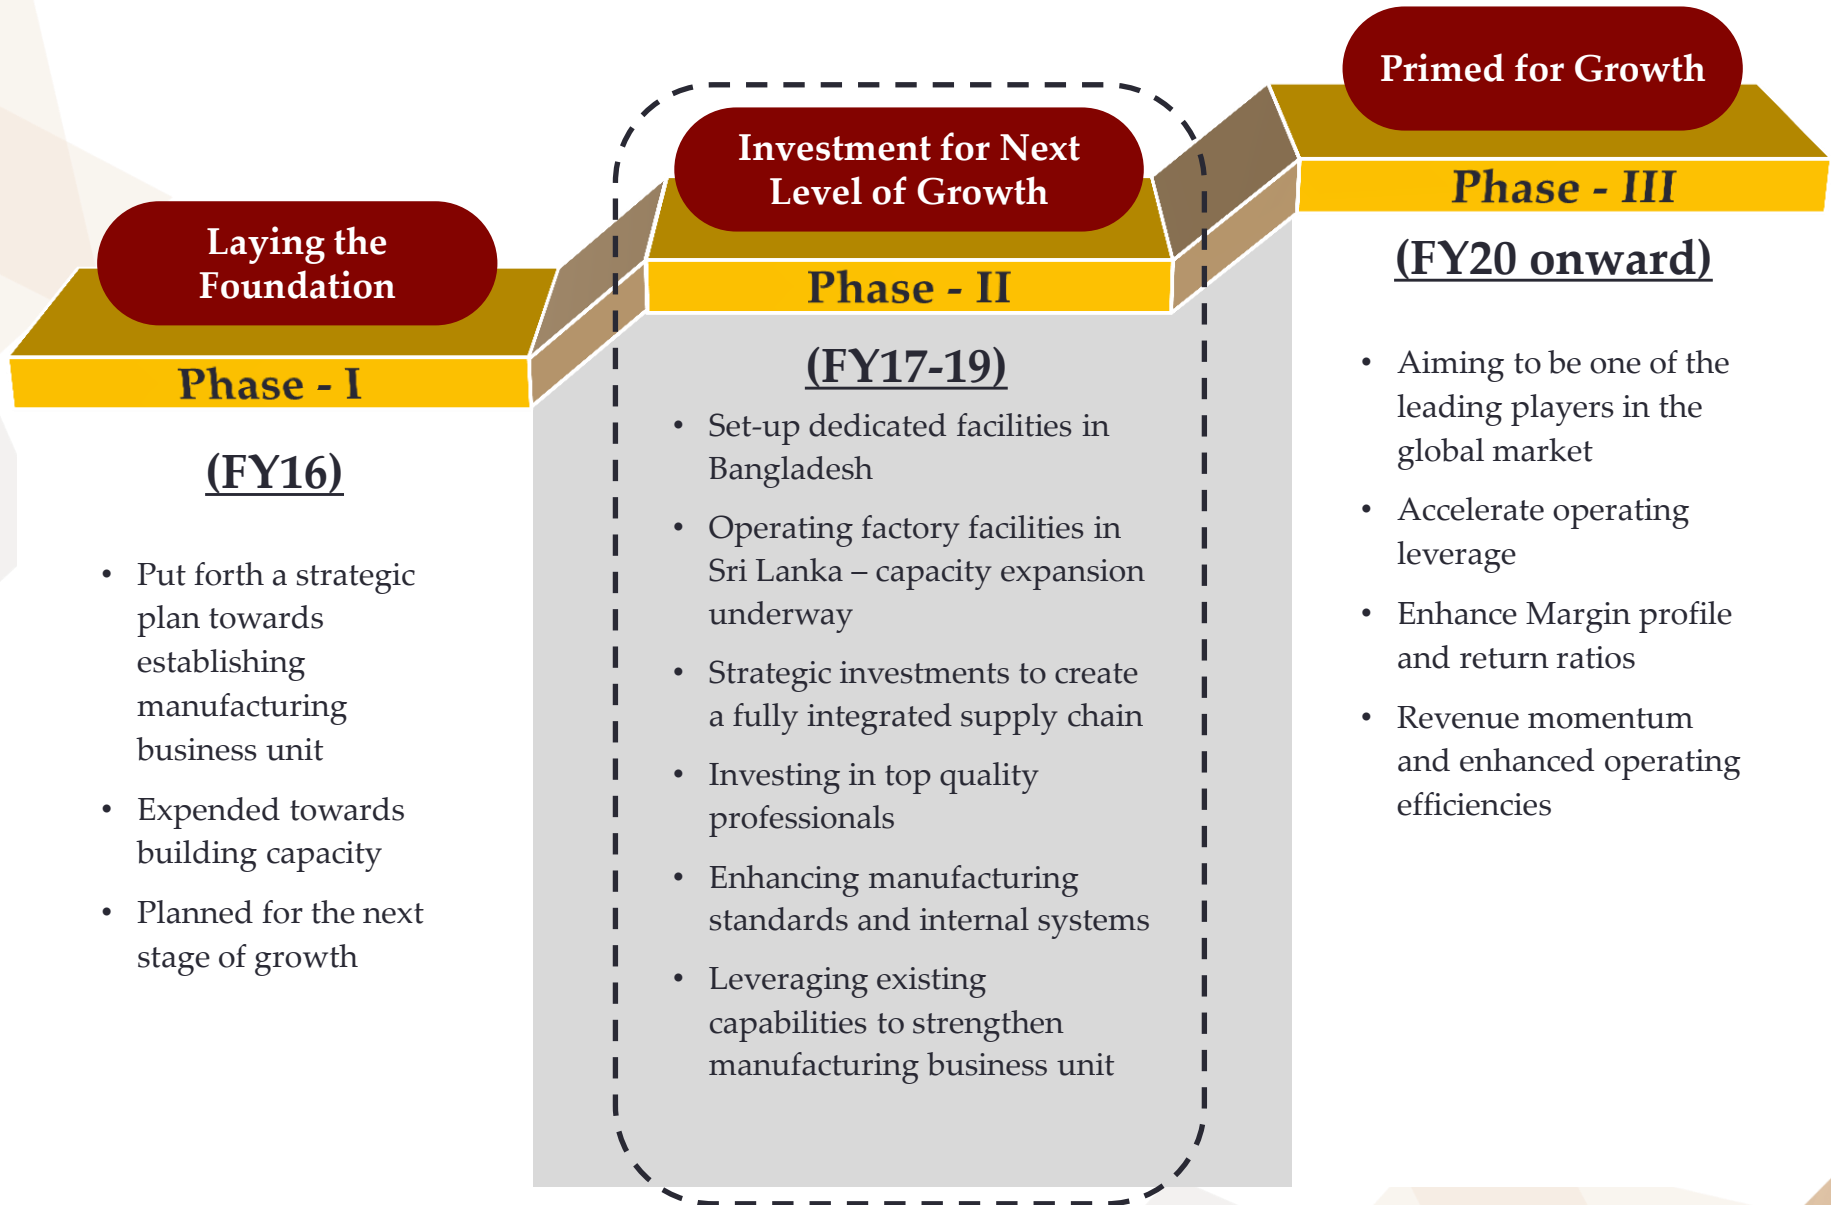 Laying the
Foundation
Phase - I
(FY16)
• Put forth a strategic
plan towards
establishing
manufacturing
business unit
• Expended towards
building capacity
• Planned for the next
stage of growth
Investment for Next
Level of Growth
Phase - II
(FY17-19)
• Set-up dedicated facilities in
Bangladesh
• Operating factory facilities in
Sri Lanka – capacity expansion
underway
• Strategic investments to create
a fully integrated supply chain
• Investing in top quality
professionals
• Enhancing manufacturing
standards and internal systems
• Leveraging existing
capabilities to strengthen
manufacturing business unit
Primed for Growth
Phase - III
(FY20 onward)
• Aiming to be one of the
leading players in the
global market
• Accelerate operating
leverage
• Enhance Margin profile
and return ratios
• Revenue momentum
and enhanced operating
efficiencies